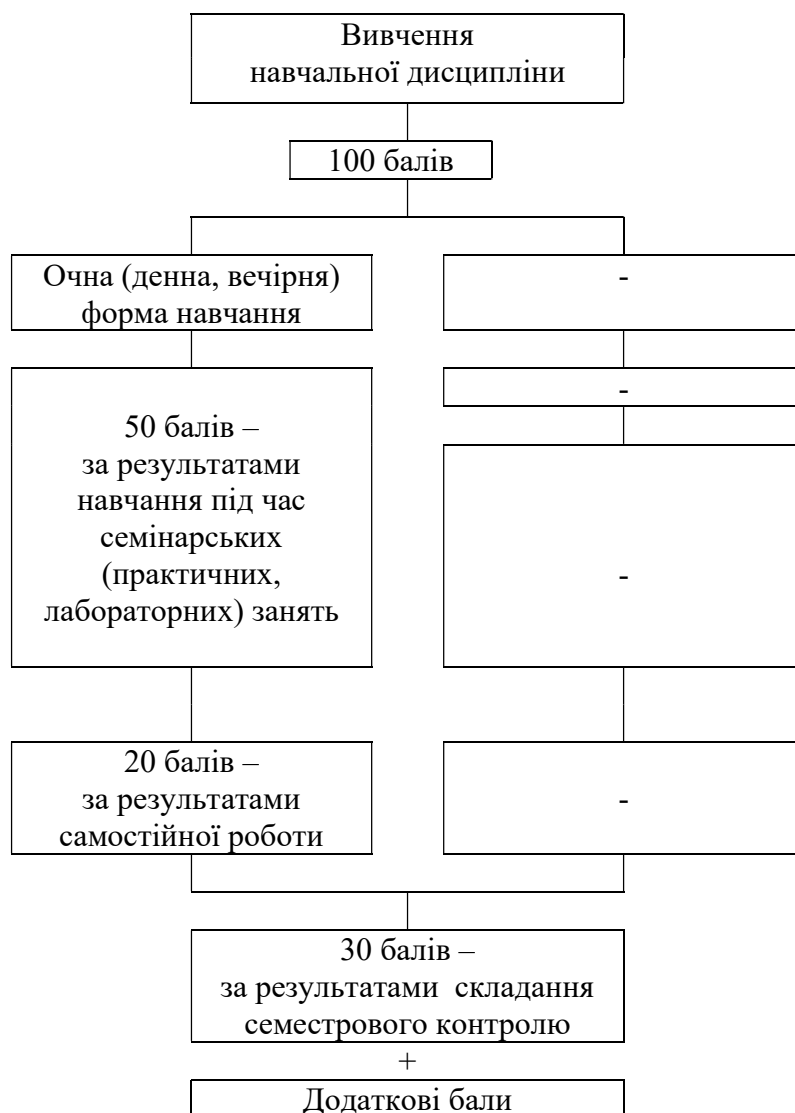 Вивчення
навчальної дисципліни
100 балів
Очна (денна, вечірня)
форма навчання
-
50 балів –
за результатами
навчання під час
семінарських
(практичних,
лабораторних) занять
-
-
20 балів –
за результатами
самостійної роботи
-
30 балів –
за результатами складання
семестрового контролю
+
Додаткові бали